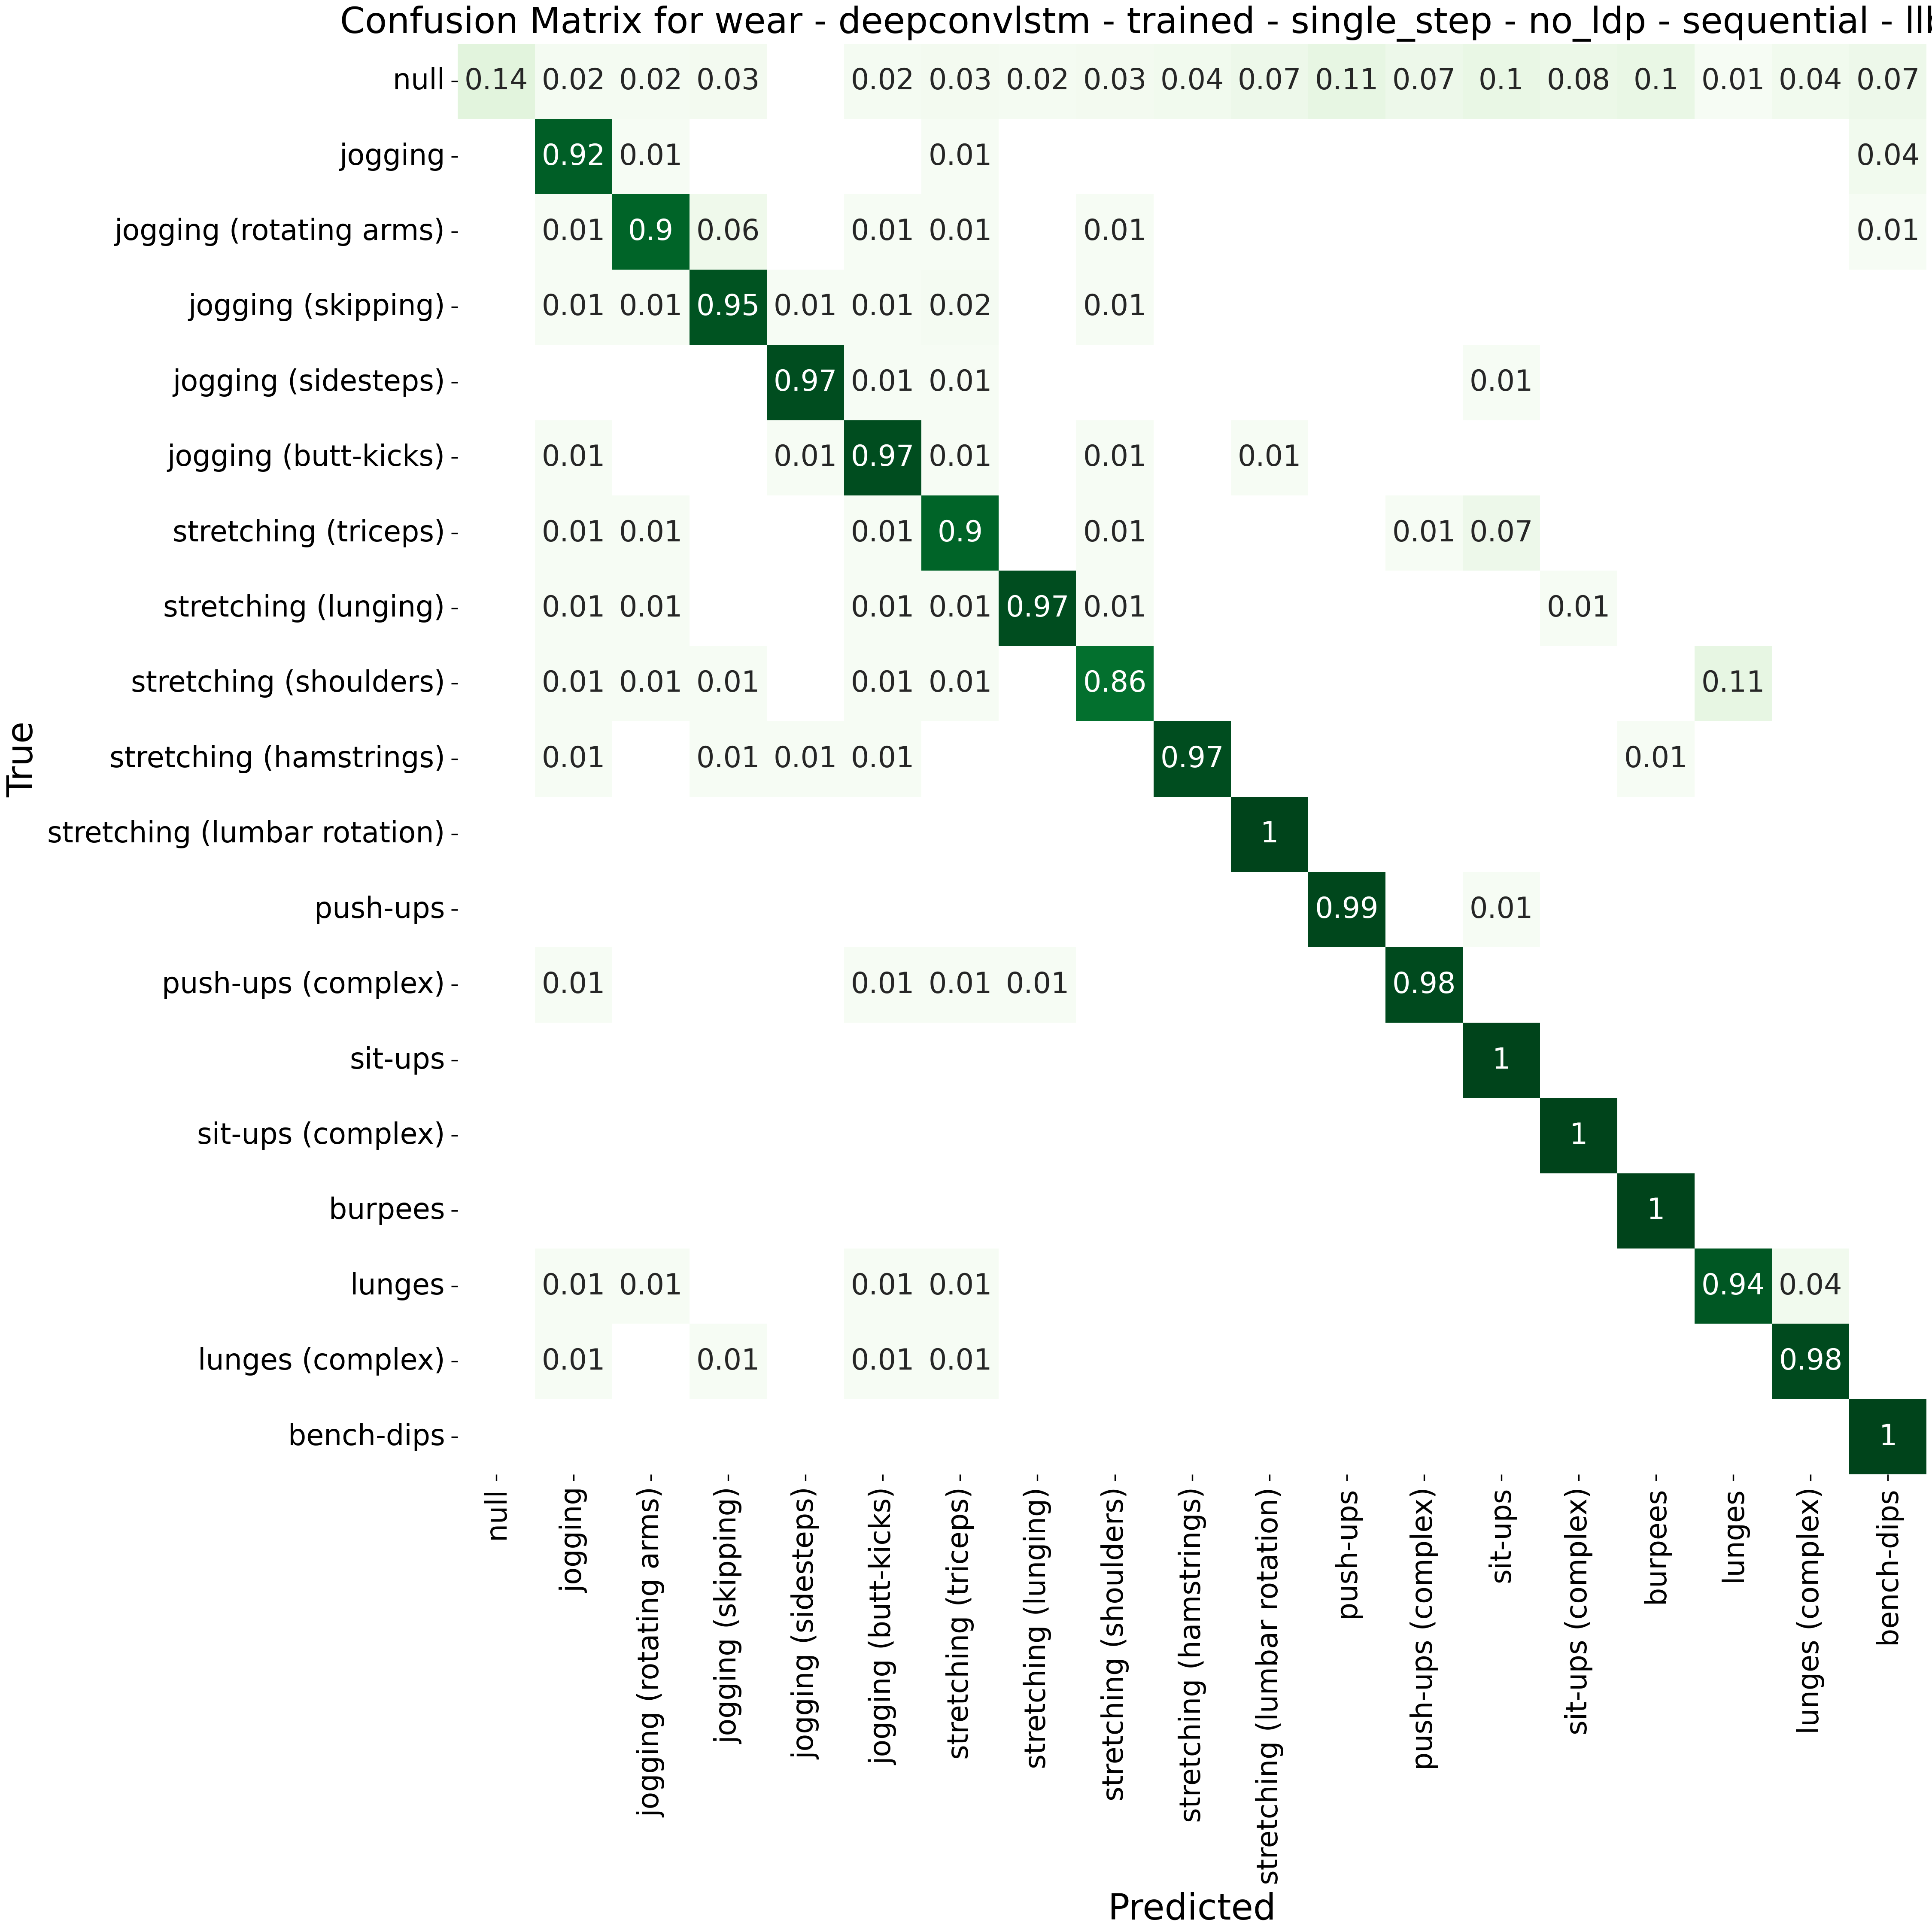 Confusion Matrix for wear - deepconvlstm - trained - single_step - no_ldp - sequential -
null 0.14 0.02 0.02 0.03 0.02 0.03 0.02 0.03 0.04 0.07 0.11 0.07 0.1 0.08 0.1 0.01 0.04 0.07
jogging 0.92 0.01 0.01 0.04
jogging (rotating arms) 0.01 0.9 0.06 0.01 0.01 0.01 0.01
jogging (skipping) 0.01 0.01 0.95 0.01 0.01 0.02 0.01
jogging (sidesteps) 0.97 0.01 0.01 0.01
jogging (butt-kicks) 0.01 0.01 0.97 0.01 0.01 0.01
stretching (triceps) 0.01 0.01 0.01 0.9 0.01 0.01 0.07
stretching (lunging) 0.01 0.01 0.01 0.01 0.97 0.01 0.01
stretching (shoulders) 0.01 0.01 0.01 0.01 0.01 0.86 0.11
stretching (hamstrings) 0.01 0.01 0.01 0.01 0.97 0.01
stretching (lumbar rotation) 1
push-ups 0.99 0.01
push-ups (complex) 0.01 0.01 0.01 0.01 0.98
sit-ups 1
sit-ups (complex) 1
burpees 1
lunges 0.01 0.01 0.01 0.01 0.94 0.04
lunges (complex) 0.01 0.01 0.01 0.01 0.98
bench-dips 1
True
null
jogging
jogging (rotating arms)
jogging (skipping)
jogging (sidesteps)
jogging (butt-kicks)
stretching (triceps)
stretching (lunging)
stretching (shoulders)
stretching (hamstrings)
stretching (lumbar rotation)
push-ups
push-ups (complex)
sit-ups
sit-ups (complex)
burpees
lunges
lunges (complex)
bench-dips
Predicted